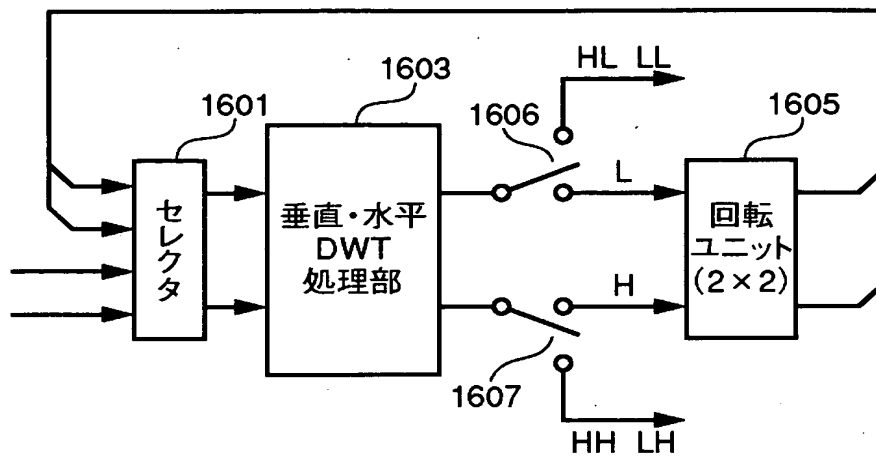 HL LL
1603
1601
1606
1605
セレクタ
垂直・水平
DWT
処理部
L
回転
ユニット
(2×2)
H
1607
HH LH